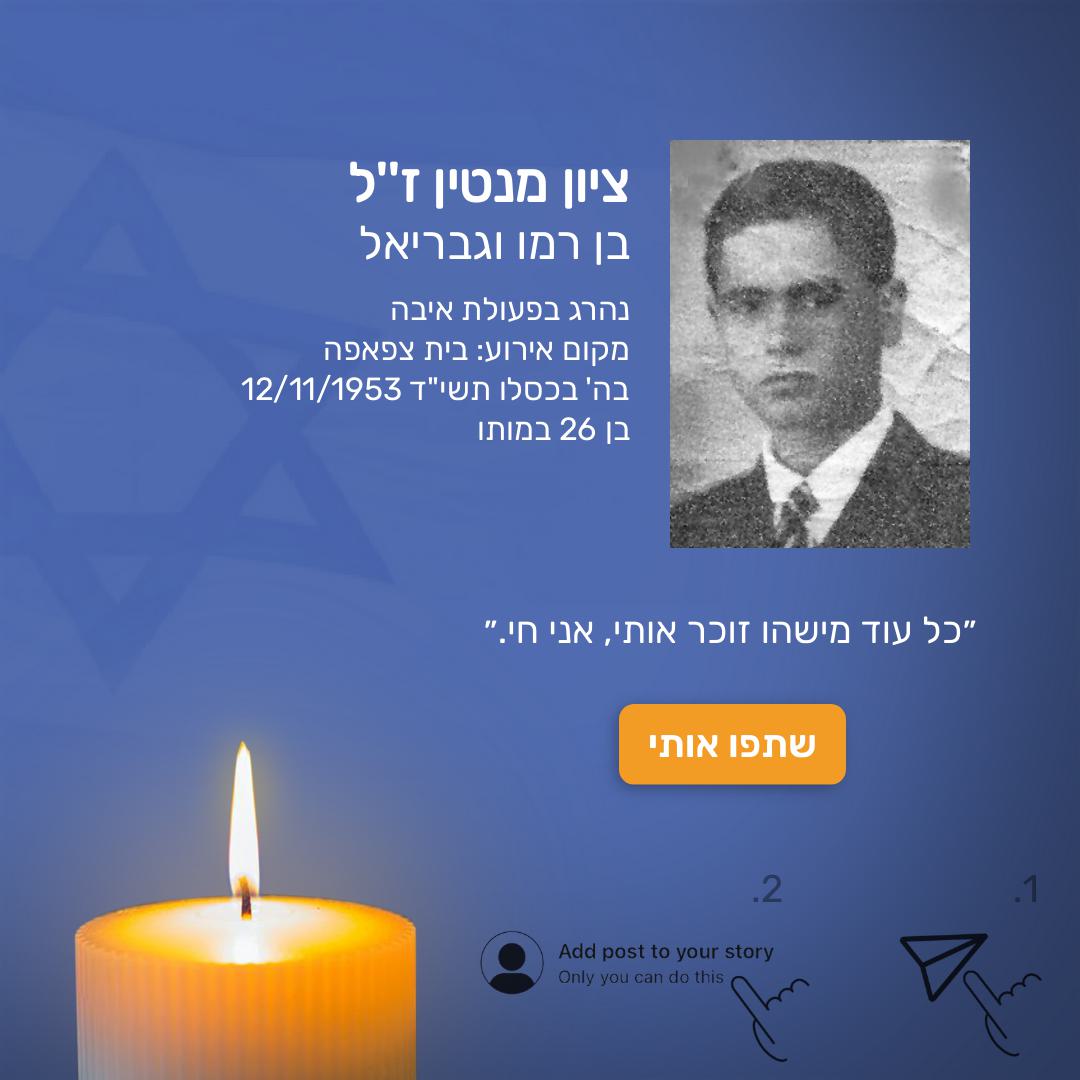 ציון מנטין ז"ל
בן רמו וגבריאל
נהרג בפעולת איבה
מקום אירוע: בית צפאפה
בה' בכסלו תשי"ד 12/11/1953
בן 26 במותו
״כל עוד מישהו זוכר אותי, אני חי.״
שתפו אותי
1.
2.
Add post to your story
Only you can do this